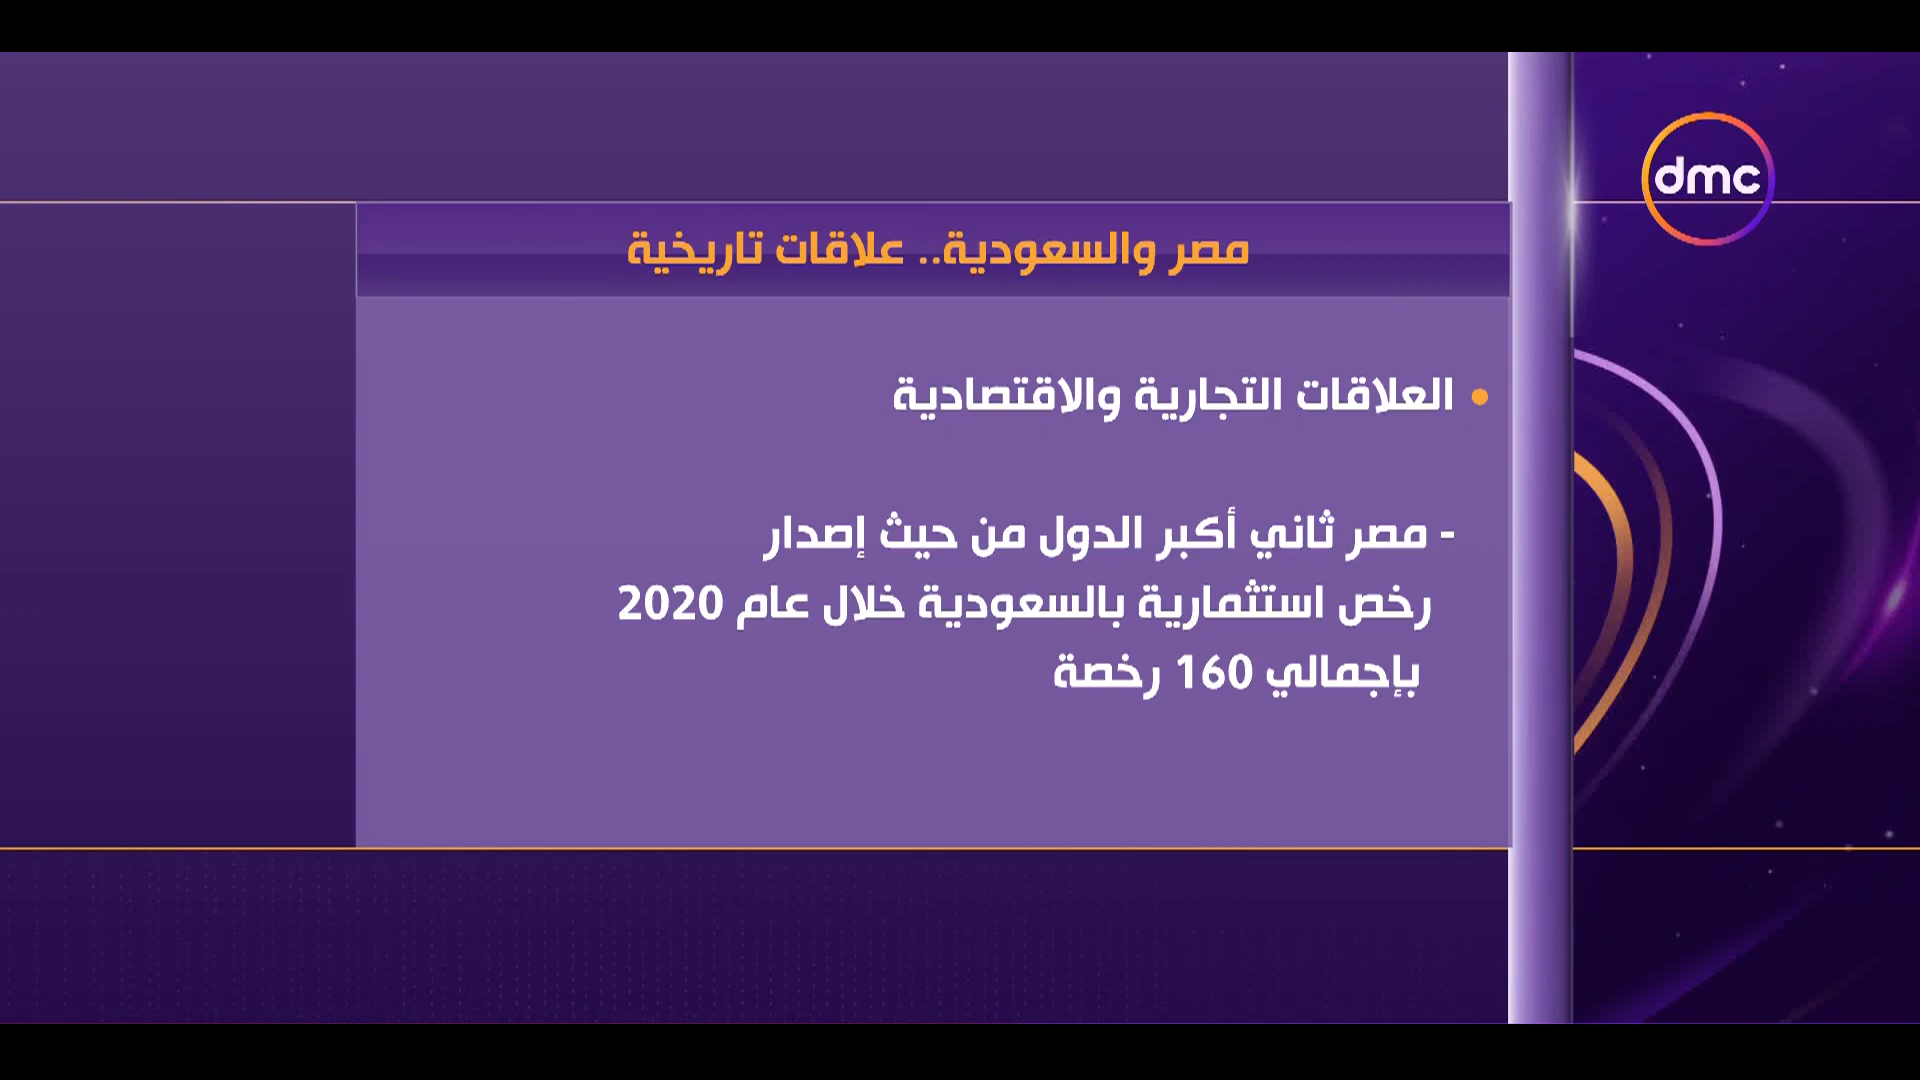 dmc
مصر والسعودية.. علاقات تاريخية
• العلاقات التجارية والاقتصادية
- مصر ثاني أكبر الدول من حيث إصدار
رخص استثمارية بالسعودية خلال عام 2020
بإجمالي 160 رخصة